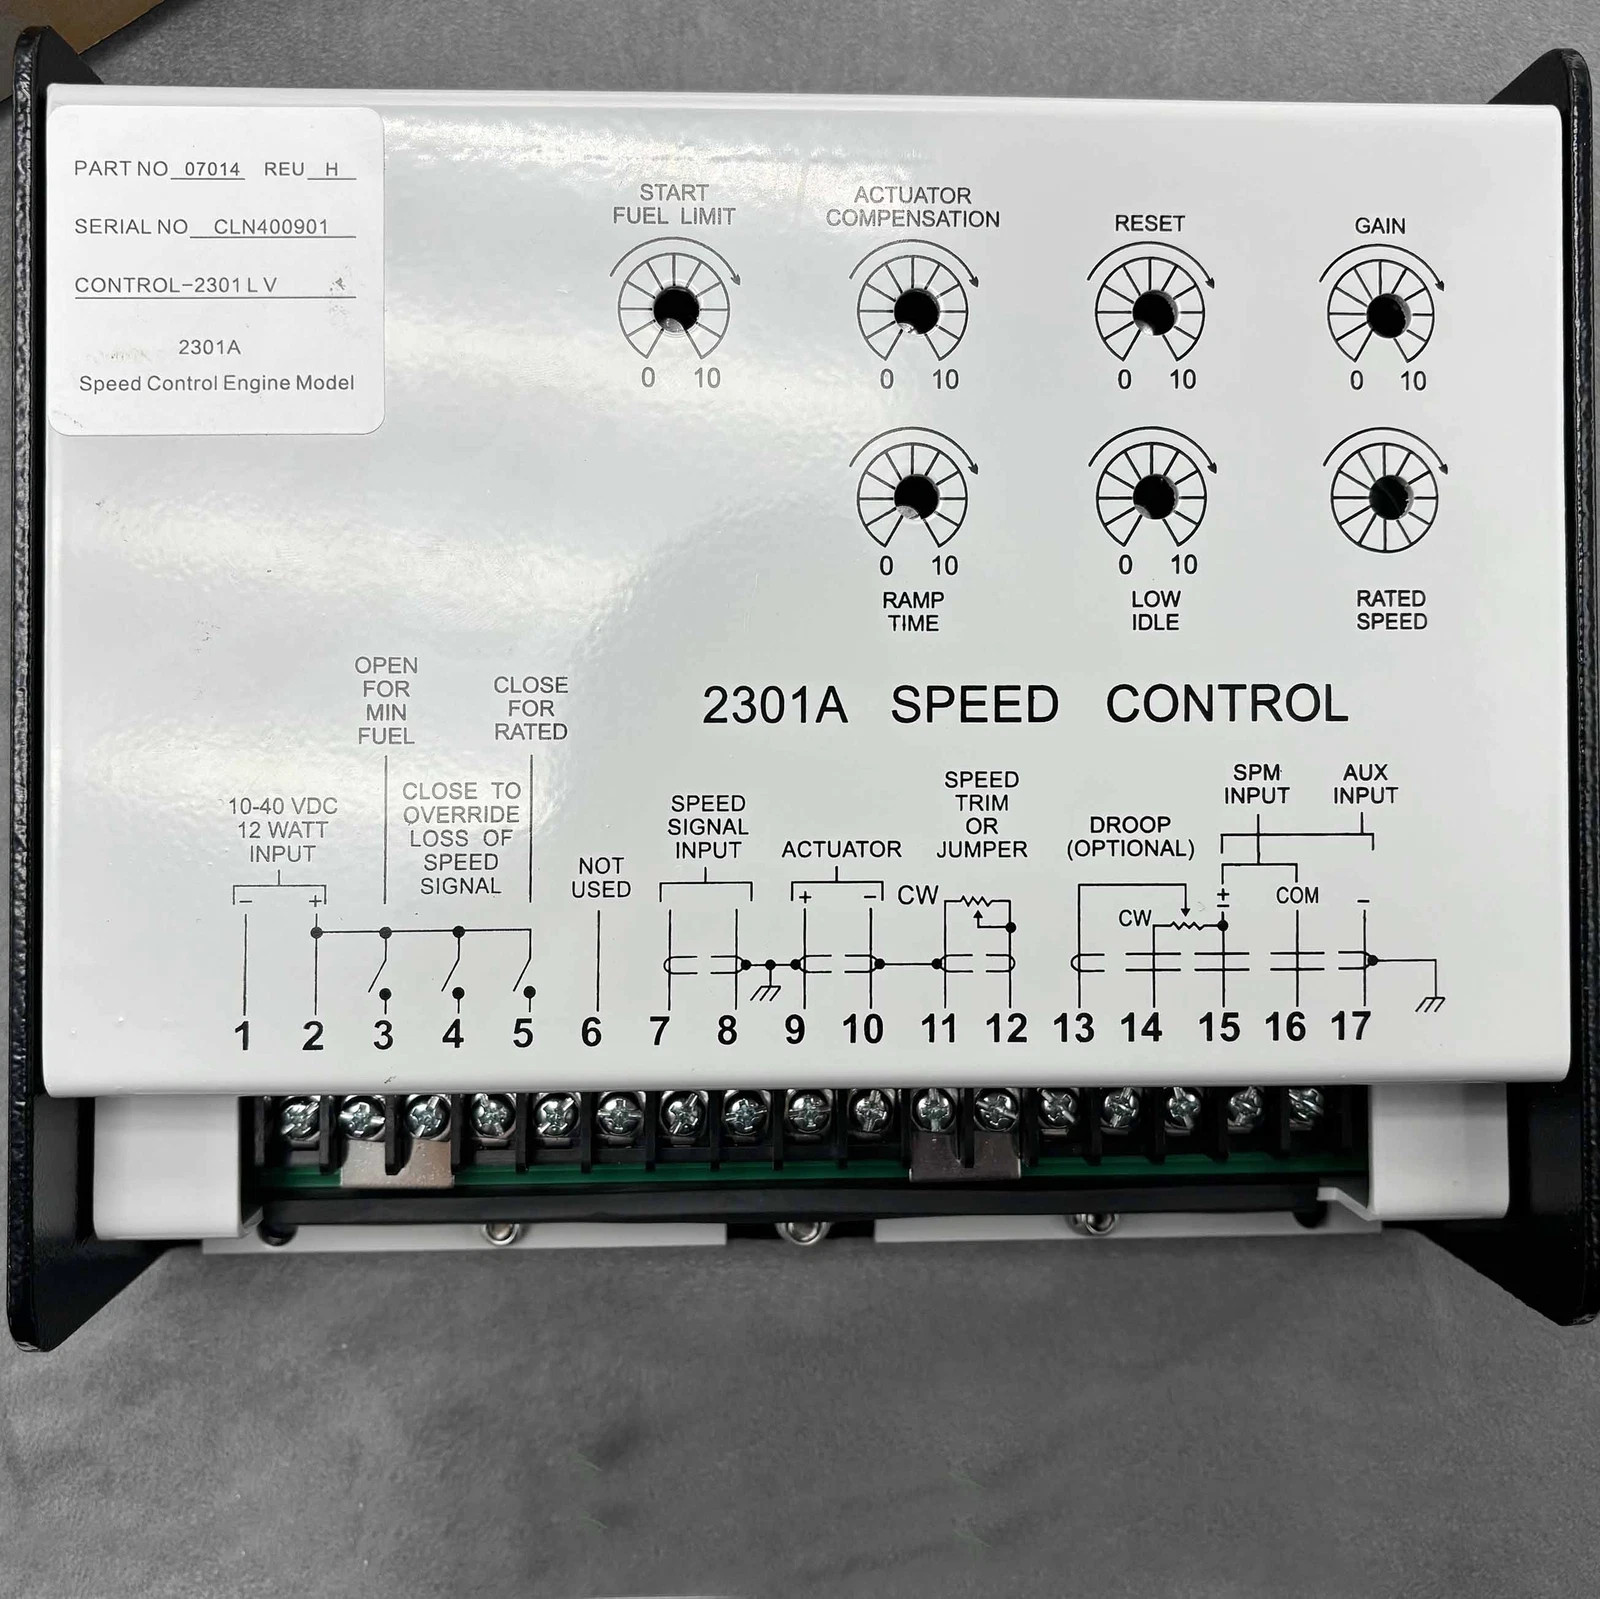 PART NO 07014 REU H
SERIAL NO CLN400901
CONTROL-2301 L V
2301A
Speed Control Engine Model
START
FUEL LIMIT
0 10
ACTUATOR
COMPENSATION
0 10
RESET
0 10
GAIN
0 10
0 10
RAMP
TIME
0 10
LOW
IDLE
RATED
SPEED
2301A SPEED CONTROL
10-40 VDC
12 WATT
INPUT
- +
OPEN
FOR
MIN
FUEL
CLOSE TO
OVERRIDE
LOSS OF
SPEED
SIGNAL
CLOSE
FOR
RATED
NOT
USED
SPEED
SIGNAL
INPUT
ACTUATOR
+ -
SPEED
TRIM
OR
JUMPER
CW
DROOP
(OPTIONAL)
CW
SPM
INPUT
±
COM
AUX
INPUT
-
1 2 3 4 5 6 7 8 9 10 11 12 13 14 15 16 17